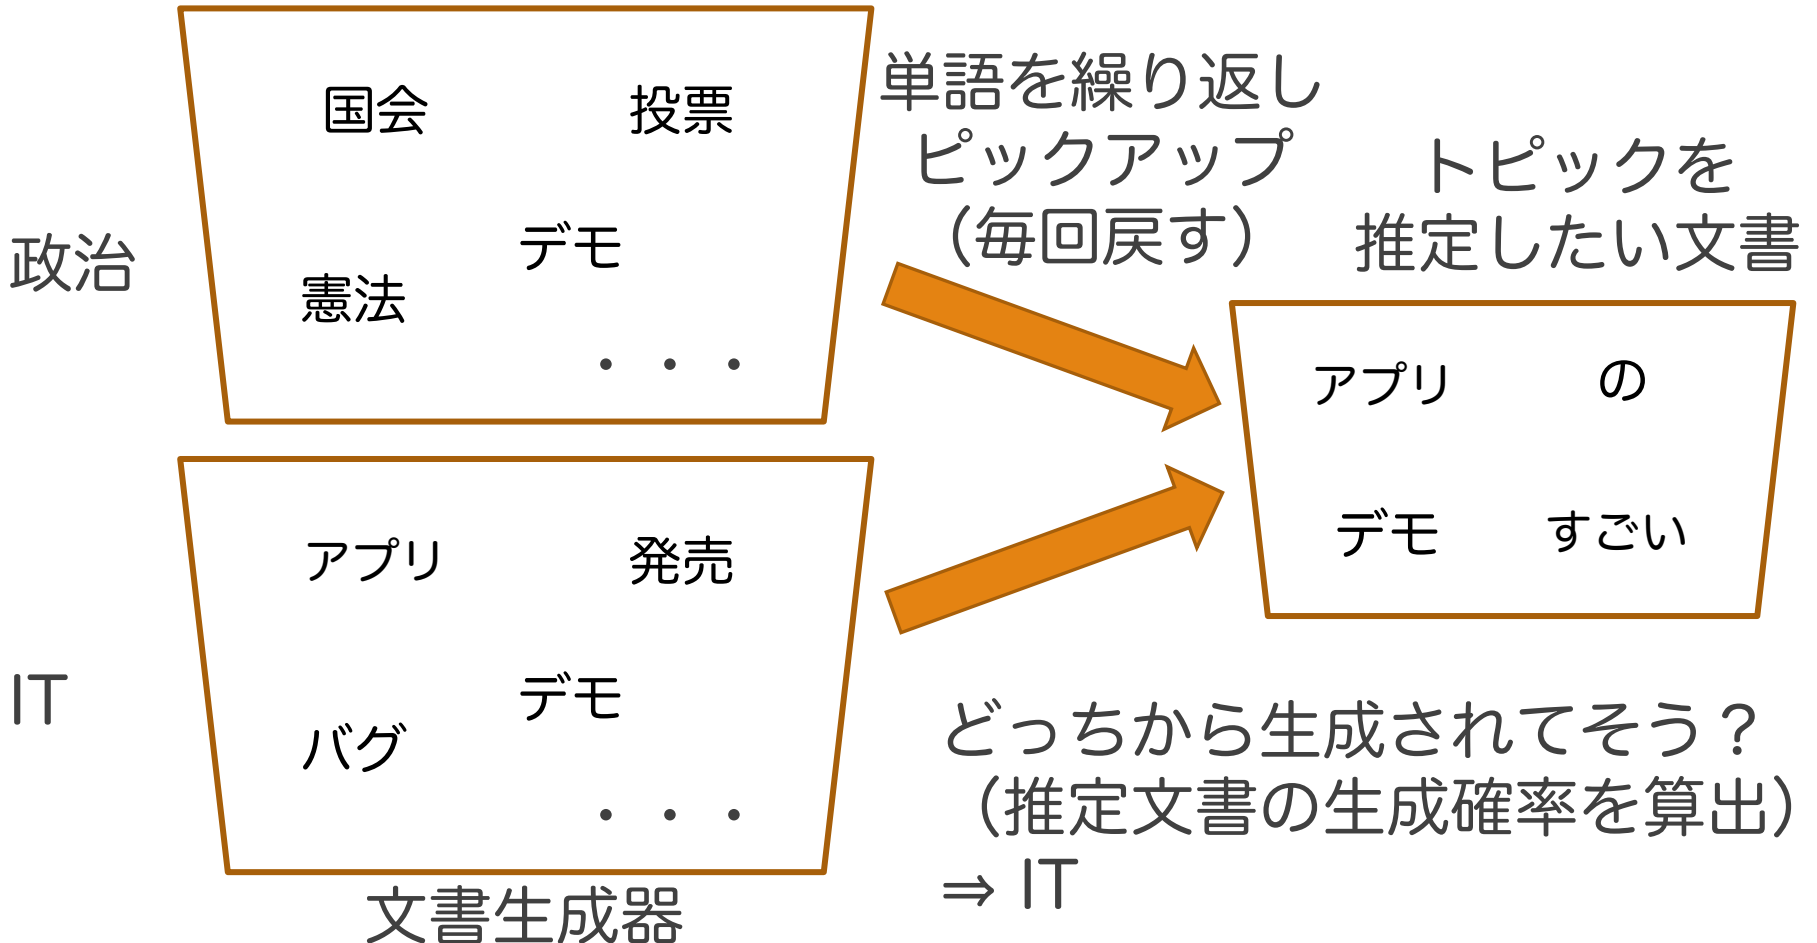 政治
国会
投票
デモ
憲法
・・・
IT
アプリ
発売
デモ
バグ
・・・
文書生成器
単語を繰り返し
ピックアップ
（毎回戻す）
トピックを
推定したい文書
アプリ
の
デモ
すごい
どっちから生成されてそう？
（推定文書の生成確率を算出）
⇒ IT